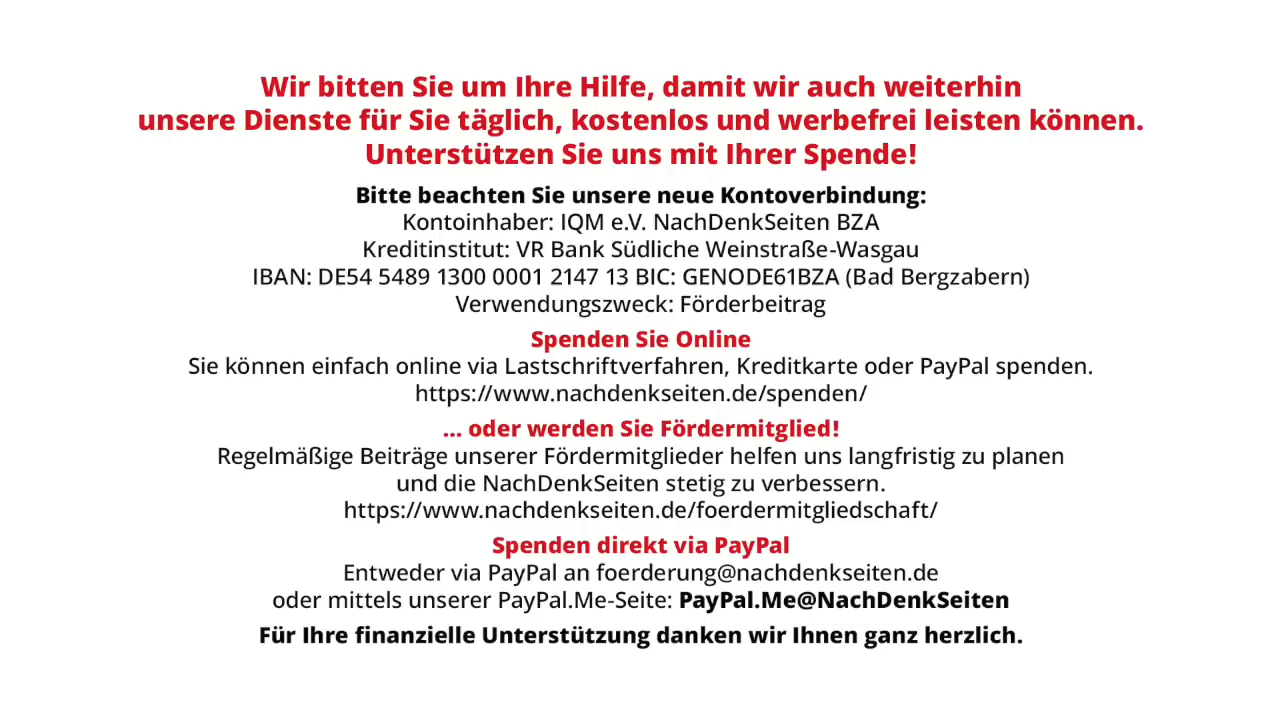 Wir bitten Sie um Ihre Hilfe, damit wir auch weiterhin
unsere Dienste für Sie täglich, kostenlos und werbefrei leisten können.
Unterstützen Sie uns mit Ihrer Spende!
Bitte beachten Sie unsere neue Kontoverbindung:
Kontoinhaber: IQM e.V. NachDenkSeiten BZA
Kreditinstitut: VR Bank Südliche Weinstraße-Wasgau
IBAN: DE54 5489 1300 0001 2147 13 BIC: GENODE61BZA (Bad Bergzabern)
Verwendungszweck: Förderbeitrag
Spenden Sie Online
Sie können einfach online via Lastschriftverfahren, Kreditkarte oder PayPal spenden.
https://www.nachdenkseiten.de/spenden/
... oder werden Sie Fördermitglied!
Regelmäßige Beiträge unserer Fördermitglieder helfen uns langfristig zu planen
und die NachDenkSeiten stetig zu verbessern.
https://www.nachdenkseiten.de/foerdermitgliedschaft/
Spenden direkt via PayPal
Entweder via PayPal an foerderung@nachdenkseiten.de
oder mittels unserer PayPal.Me-Seite: PayPal.Me@NachDenkSeiten
Für Ihre finanzielle Unterstützung danken wir Ihnen ganz herzlich.